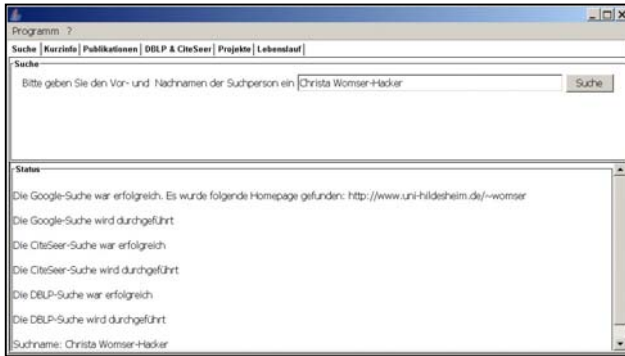 Programm ?
Suche Kurzinfo Publikationen DBLP & CiteSeer Projekte Lebenslauf
Suche
Bitte geben Sie den Vor- und Nachnamen der Suchperson ein Christa Womser-Hacker Suche
Status
Die Google-Suche war erfolgreich. Es wurde folgende Homepage gefunden: http://www.uni-hildesheim.de/~womser
Die Google-Suche wird durchgeführt
Die CiteSeer-Suche war erfolgreich
Die CiteSeer-Suche wird durchgeführt
Die DBLP-Suche war erfolgreich
Die DBLP-Suche wird durchgeführt
Suchname: Christa Womser-Hacker